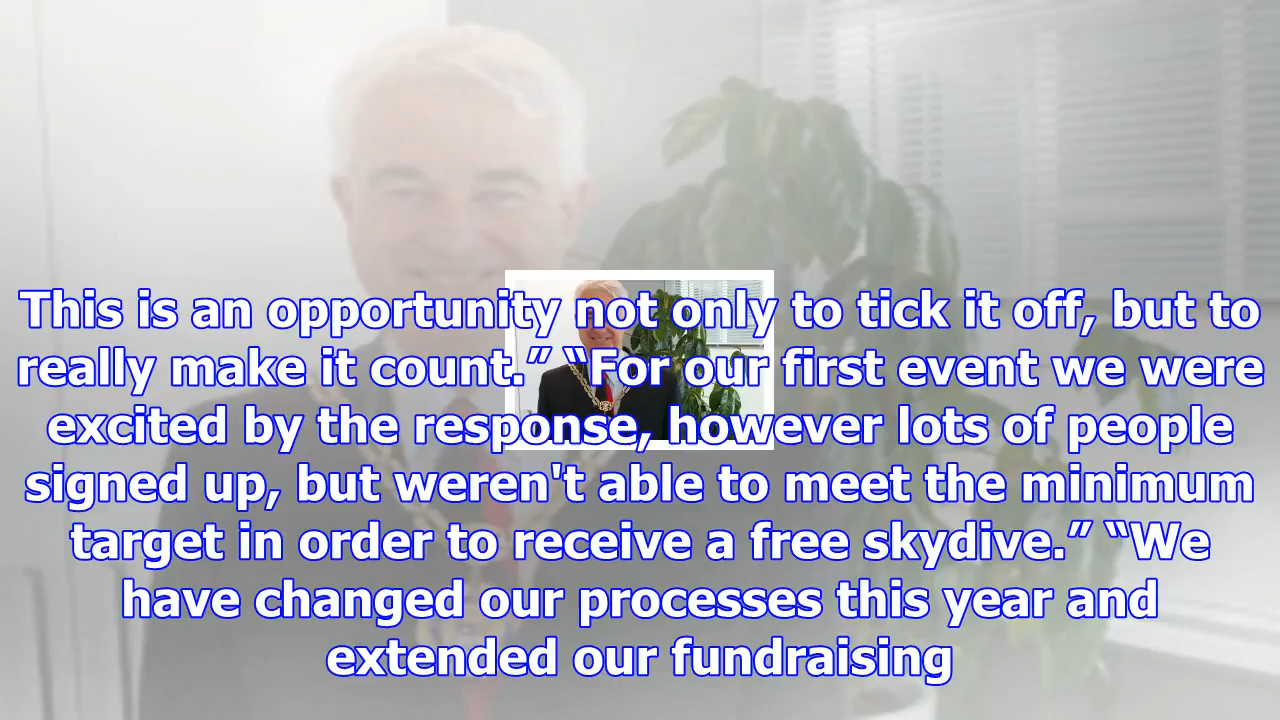 This is an opportunity not only to tick it off, but to
really make it count.” “For our first event we were
excited by the response, however lots of people
signed up, but weren't able to meet the minimum
target in order to receive a free skydive.” “We
have changed our processes this year and
extended our fundraising